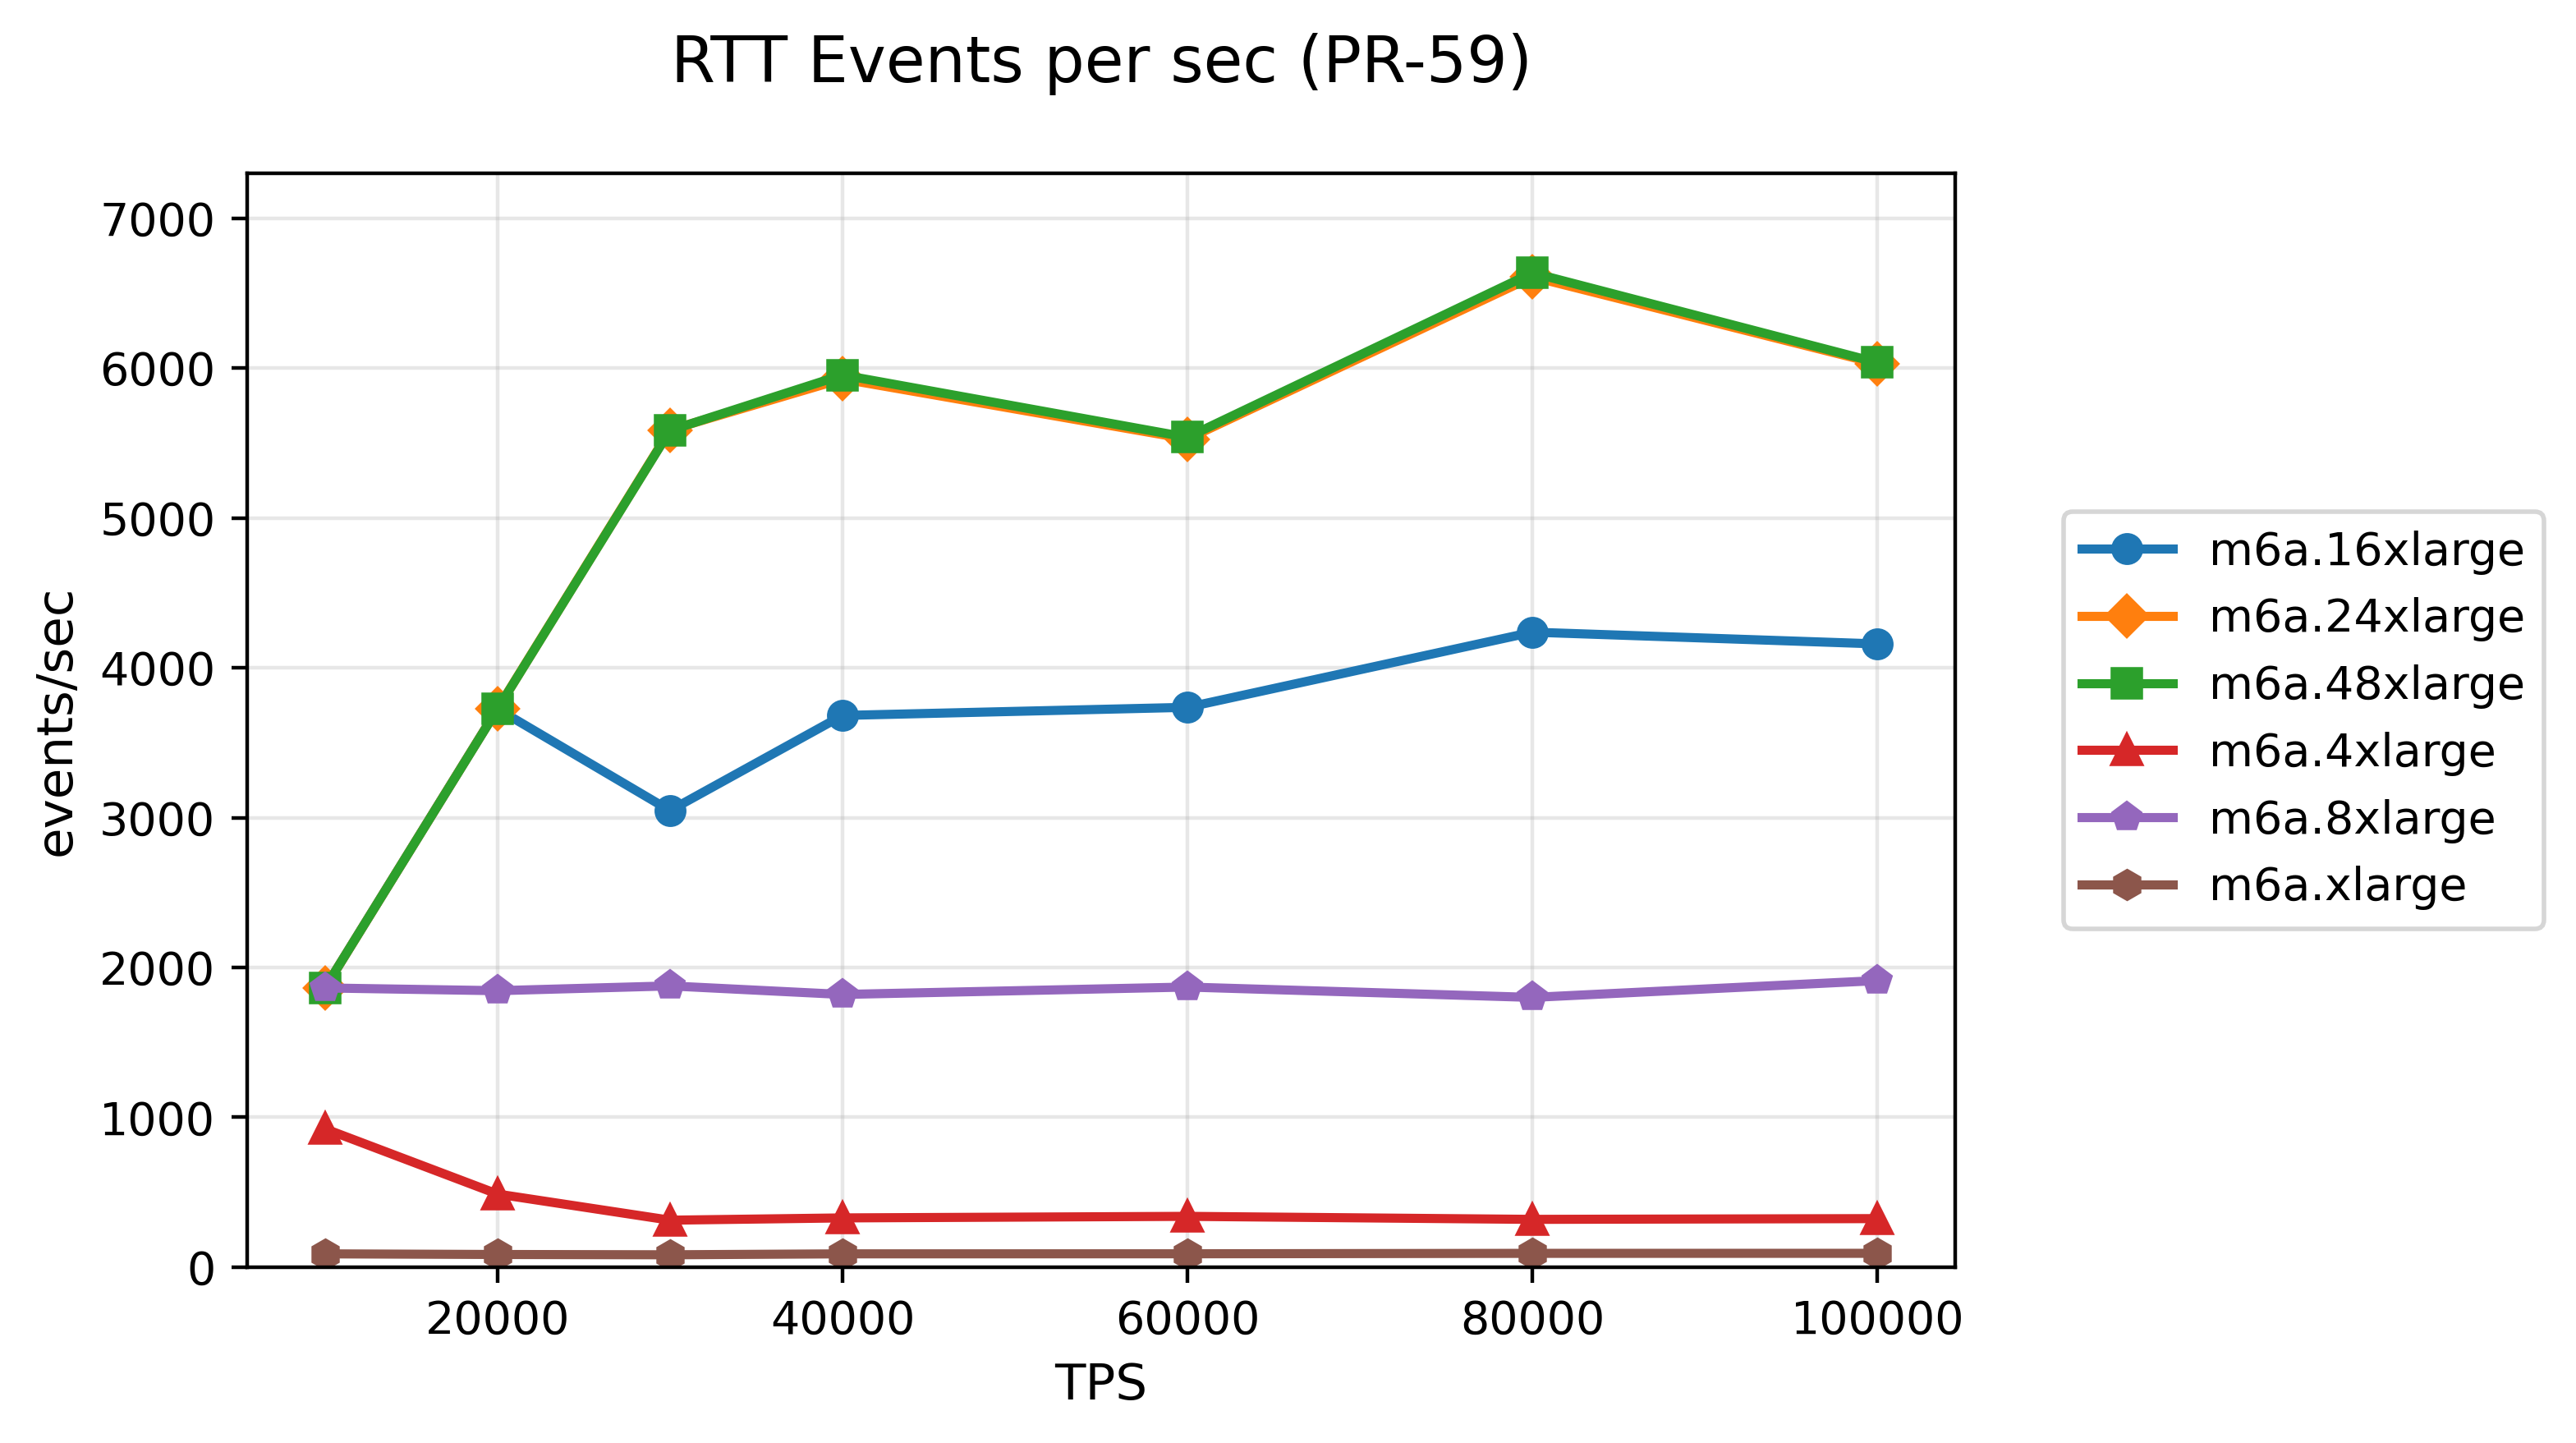 RTT Events per sec (PR-59)
7000
6000
5000
4000
3000
2000
1000
0
events/sec
20000 40000 60000 80000 100000
TPS
m6a.16xlarge
m6a.24xlarge
m6a.48xlarge
m6a.4xlarge
m6a.8xlarge
m6a.xlarge